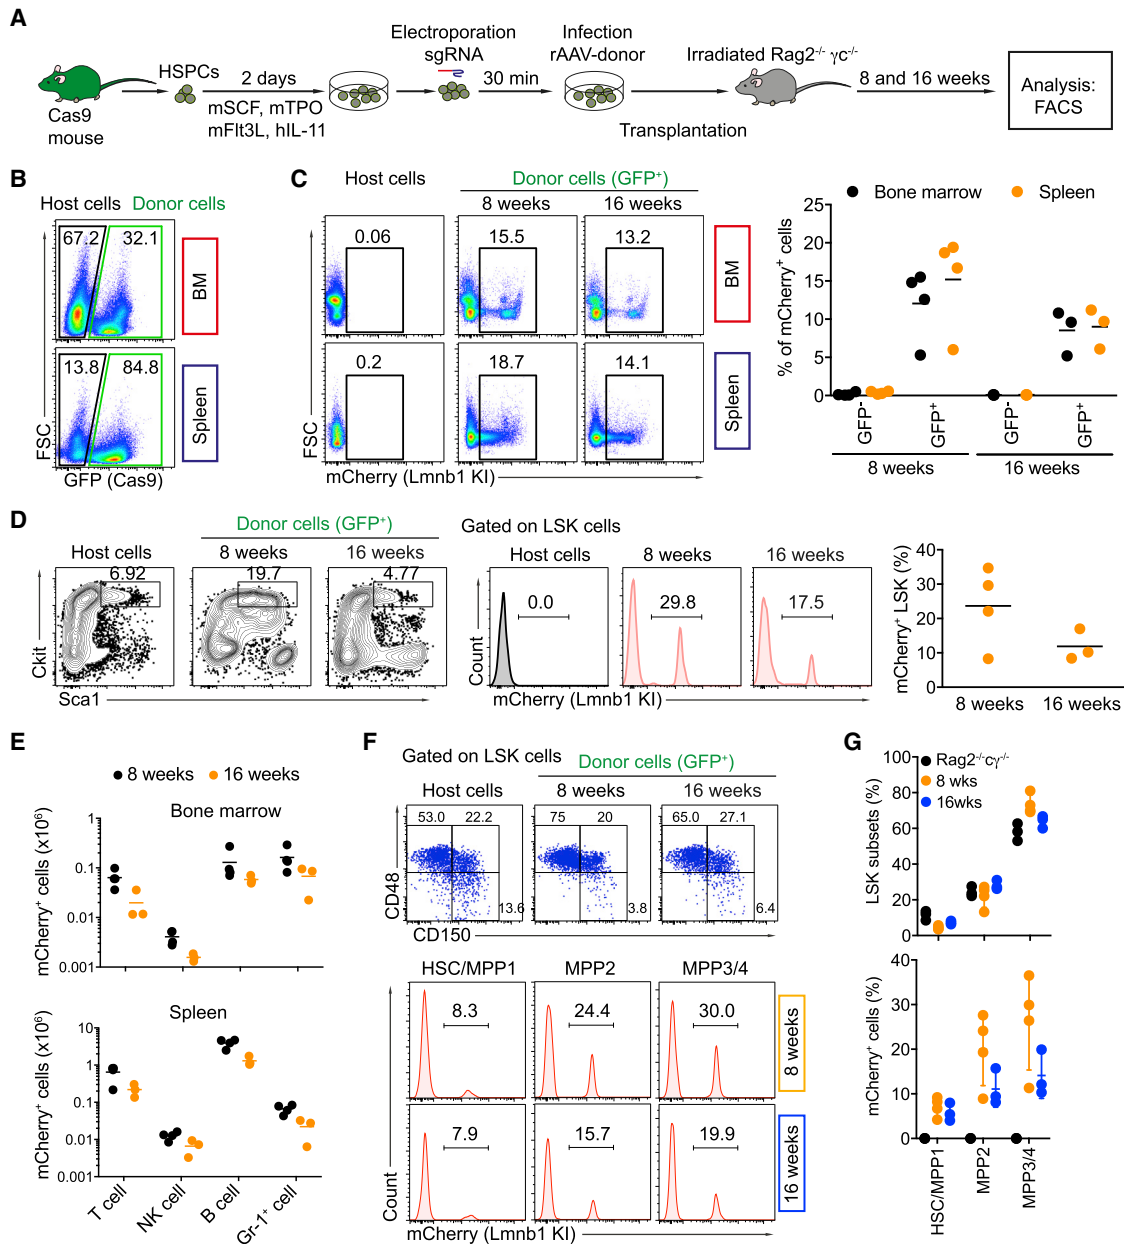 A
Cas9
mouse
HSPCs
2 days
mSCF, mTPO
mFlt3L, hIL-11
Electroporation
sgRNA
30 min
Infection
rAAV-donor
Transplantation
Irradiated Rag2-/- γc-/-
8 and 16 weeks
Analysis:
FACS
B
Host cells Donor cells
67.2 32.1
BM
13.8 84.8
Spleen
FSC
GFP (Cas9)
C
Host cells
Donor cells (GFP+)
8 weeks 16 weeks
0.06 15.5 13.2
BM
0.2 18.7 14.1
Spleen
FSC
mCherry (Lmnb1 KI)
Bone marrow Spleen
% of mCherry+ cells
25
20
15
10
5
0
GFP- GFP+ GFP- GFP+
8 weeks 16 weeks
D
Donor cells (GFP+)
Host cells 8 weeks 16 weeks
6.92 19.7 4.77
Ckit
Sca1
Gated on LSK cells
Host cells 8 weeks 16 weeks
0.0 29.8 17.5
Count
mCherry (Lmnb1 KI)
mCherry+ LSK (%)
40
30
20
10
0
8 weeks 16 weeks
E
8 weeks 16 weeks
Bone marrow
mCherry+ cells (x10⁶)
1
0.1
0.01
0.001
Spleen
mCherry+ cells (x10⁶)
10
1
0.1
0.01
0.001
T cell NK cell B cell Gr-1+ cell
F
Gated on LSK cells
Donor cells (GFP+)
Host cells 8 weeks 16 weeks
53.0 22.2 75 20 65.0 27.1
13.6 3.8 6.4
CD48
CD150
HSC/MPP1 MPP2 MPP3/4
8.3 24.4 30.0
8 weeks
7.9 15.7 19.9
16 weeks
Count
mCherry (Lmnb1 KI)
G
Rag2-/-cγ-/-
8 wks
16wks
LSK subsets (%)
100
80
60
40
20
0
mCherry+ cells (%)
40
30
20
10
0
HSC/MPP1 MPP2 MPP3/4